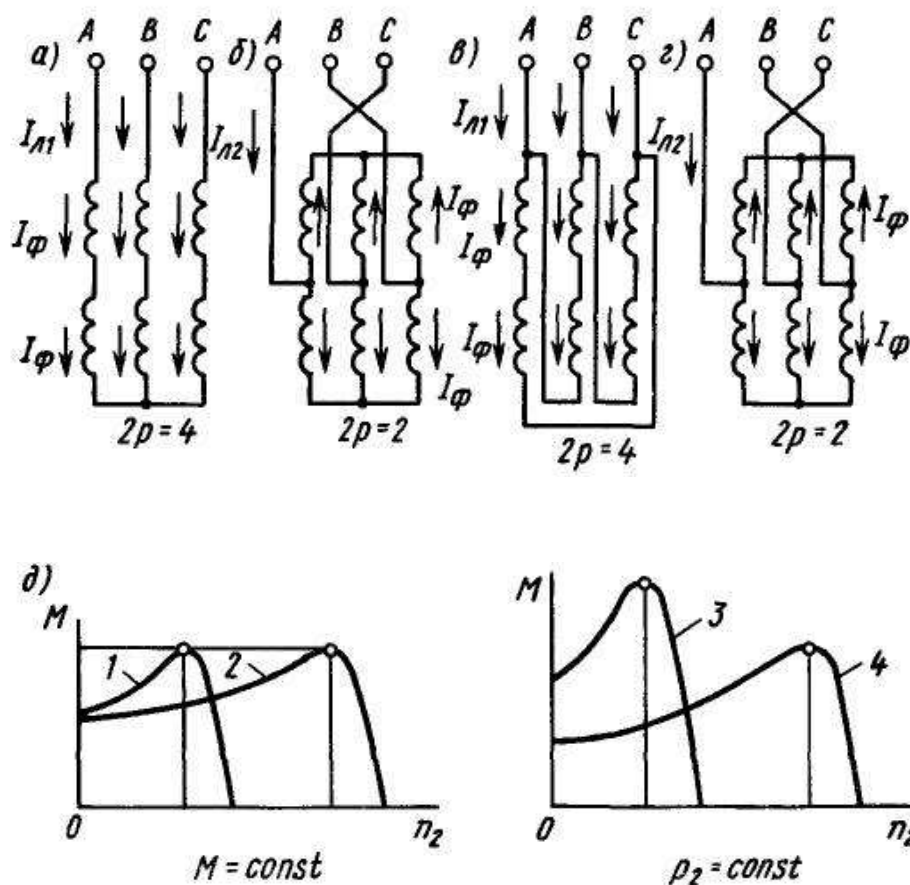 а) A B C б) A B C в) A B C г) A B C
Iл1 Iл2 Iл1 Iл2
Iф Iф Iф Iф
Iф Iф Iф Iф
2p = 4 2p = 2 2p = 4 2p = 2
д)
M M
1 2 3 4
0 n2 0 n2
M = const p2 = const